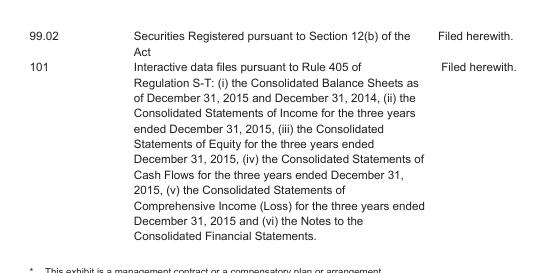 99.02 Securities Registered pursuant to Section 12(b) of the Filed herewith.
Act
101 Interactive data files pursuant to Rule 405 of Filed herewith.
Regulation S-T: (i) the Consolidated Balance Sheets as
of December 31, 2015 and December 31, 2014, (ii) the
Consolidated Statements of Income for the three years
ended December 31, 2015, (iii) the Consolidated
Statements of Equity for the three years ended
December 31, 2015, (iv) the Consolidated Statements of
Cash Flows for the three years ended December 31,
2015, (v) the Consolidated Statements of
Comprehensive Income (Loss) for the three years ended
December 31, 2015 and (vi) the Notes to the
Consolidated Financial Statements.
* This exhibit is a management contract or a compensatory plan or arrangement